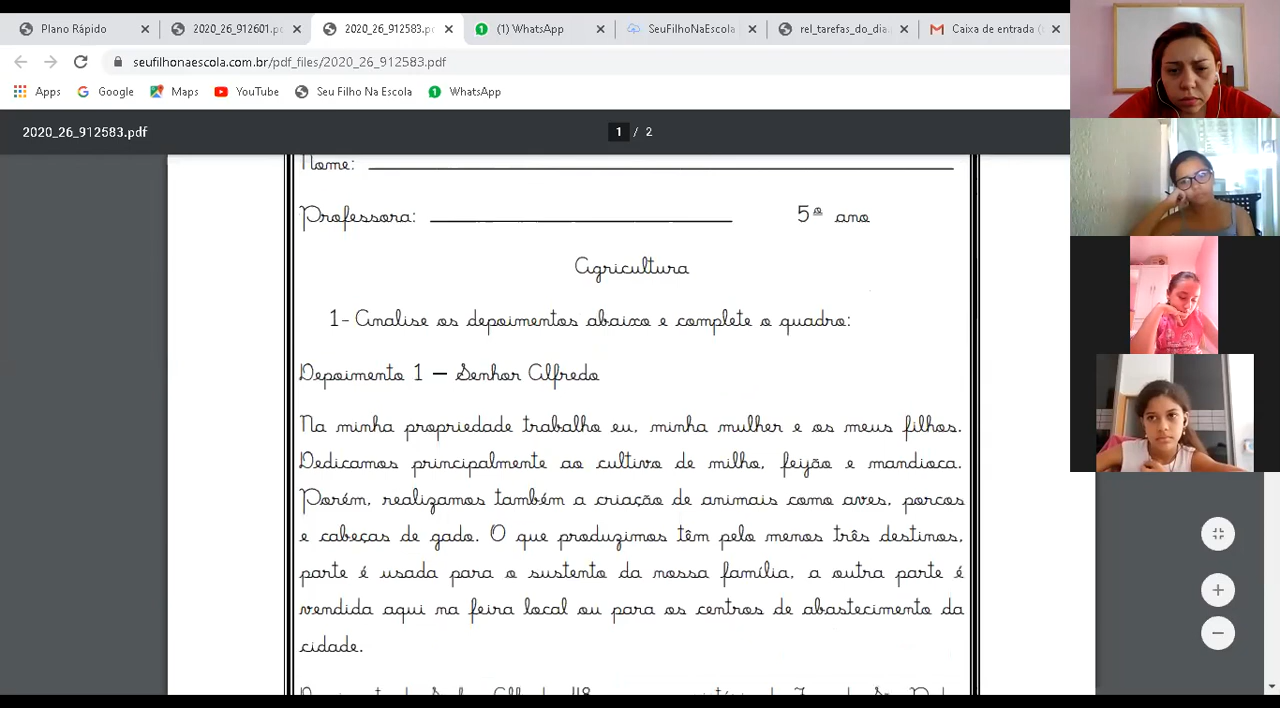 Plano Rápido
2020_26_912601.p
2020_26_912583.p
(1) WhatsApp
SeuFilhoNaEscola
rel_tarefas_do_dia
Caixa de entrada (
seufilhonaescola.com.br/pdf_files/2020_26_912583.pdf
Apps Google Maps YouTube Seu Filho Na Escola WhatsApp
2020_26_912583.pdf 1 / 2
Nome:
Professora: 5º ano
Agricultura
1- Analise os depoimentos abaixo e complete o quadro:
Depoimento 1 – Senhor Alfredo
Na minha propriedade trabalho eu, minha mulher e os meus filhos.
Dedicamos principalmente ao cultivo de milho, feijão e mandioca.
Porém, realizamos também a criação de animais como aves, porcos
e cabeças de gado. O que produzimos têm pelo menos três destinos,
parte é usada para o sustento da nossa família, a outra parte é
vendida aqui na feira local ou para os centros de abastecimento da
cidade.